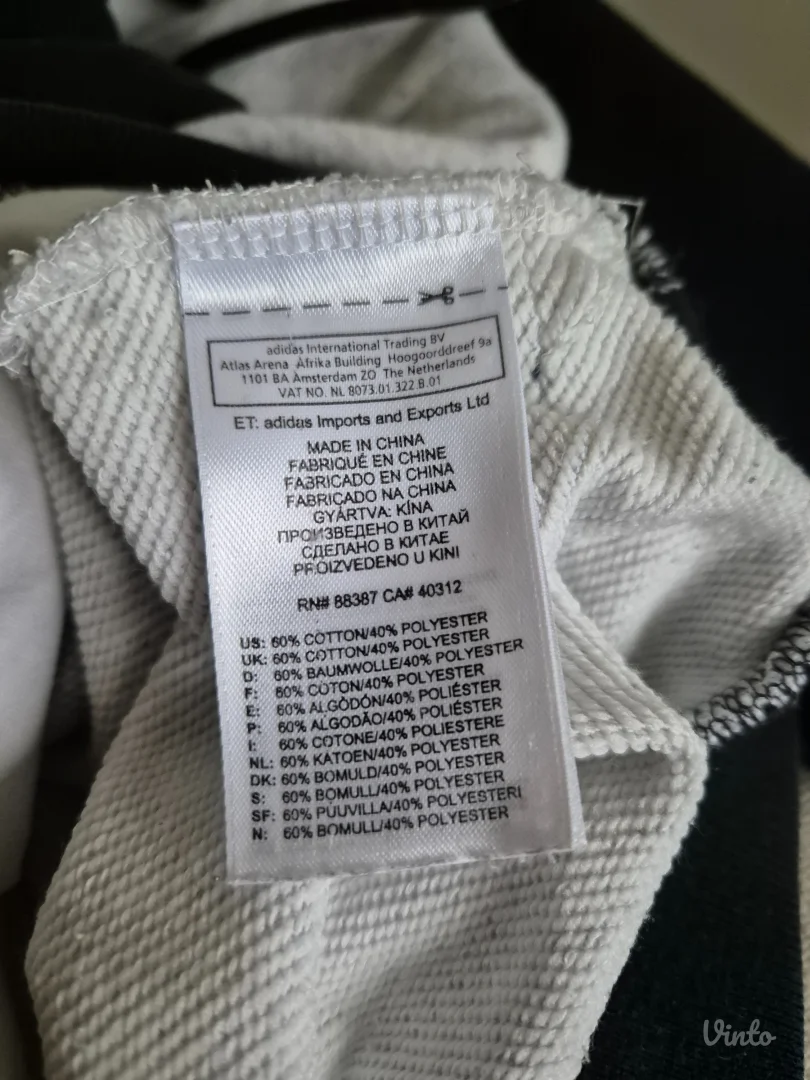 adidas International Trading BV
Atlas Arena Afrika Building Hoogoorddreef 9a
1101 BA Amsterdam ZO The Netherlands
VAT NO. NL 8073.01.322.B.01
ET: adidas Imports and Exports Ltd
MADE IN CHINA
FABRIQUÉ EN CHINE
FABRICADO EN CHINA
FABRICADO NA CHINA
GYÁRTVA: KÍNA
ПРОИЗВЕДЕНО В КИТАЙ
СДЕЛАНО В КИТАЕ
PROIZVEDENO U KINI
RN# 88387 CA# 40312
US: 60% COTTON/40% POLYESTER
UK: 60% COTTON/40% POLYESTER
D: 60% BAUMWOLLE/40% POLYESTER
F: 60% COTON/40% POLYESTER
E: 60% ALGODÓN/40% POLIÉSTER
P: 60% ALGODÃO/40% POLIÉSTER
I: 60% COTONE/40% POLIESTERE
NL: 60% KATOEN/40% POLYESTER
DK: 60% BOMULD/40% POLYESTER
S: 60% BOMULL/40% POLYESTER
SF: 60% PUUVILLA/40% POLYESTERI
N: 60% BOMULL/40% POLYESTER
Vinto